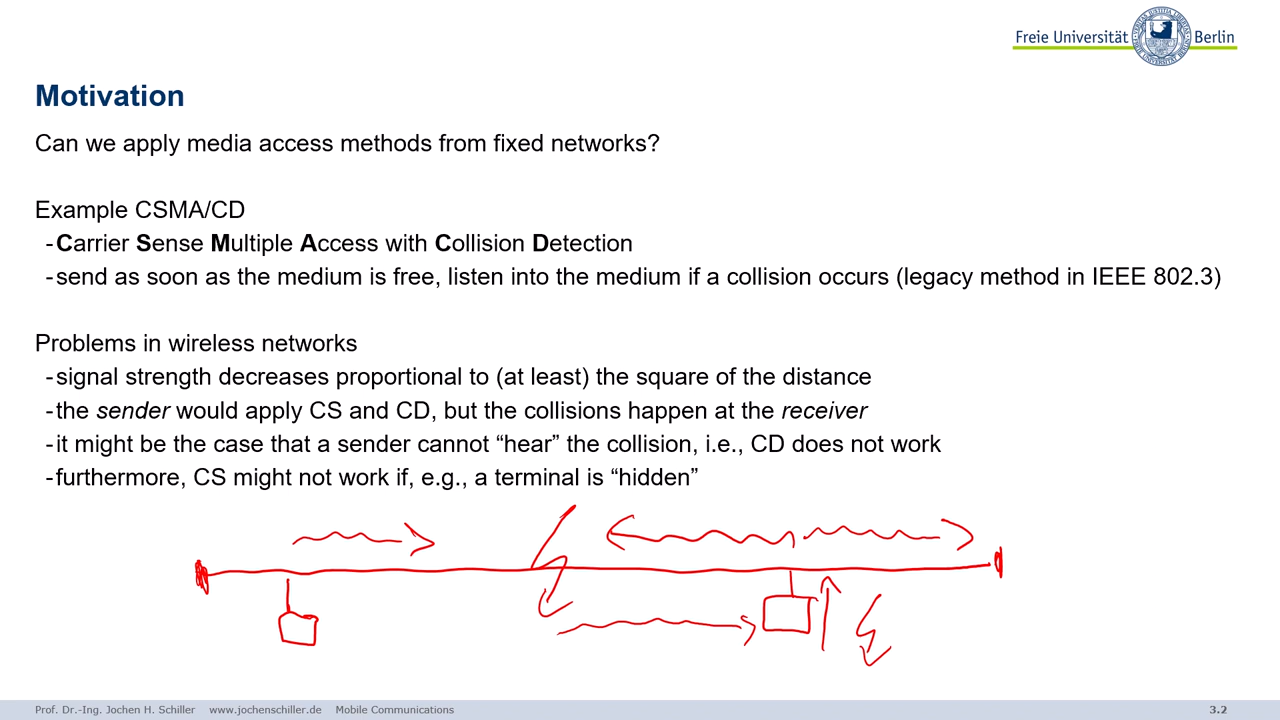 Freie Universität Berlin
Motivation
Can we apply media access methods from fixed networks?
Example CSMA/CD
-Carrier Sense Multiple Access with Collision Detection
-send as soon as the medium is free, listen into the medium if a collision occurs (legacy method in IEEE 802.3)
Problems in wireless networks
-signal strength decreases proportional to (at least) the square of the distance
-the sender would apply CS and CD, but the collisions happen at the receiver
-it might be the case that a sender cannot “hear” the collision, i.e., CD does not work
-furthermore, CS might not work if, e.g., a terminal is “hidden”
Prof. Dr.-Ing. Jochen H. Schiller www.jochenschiller.de Mobile Communications 3.2